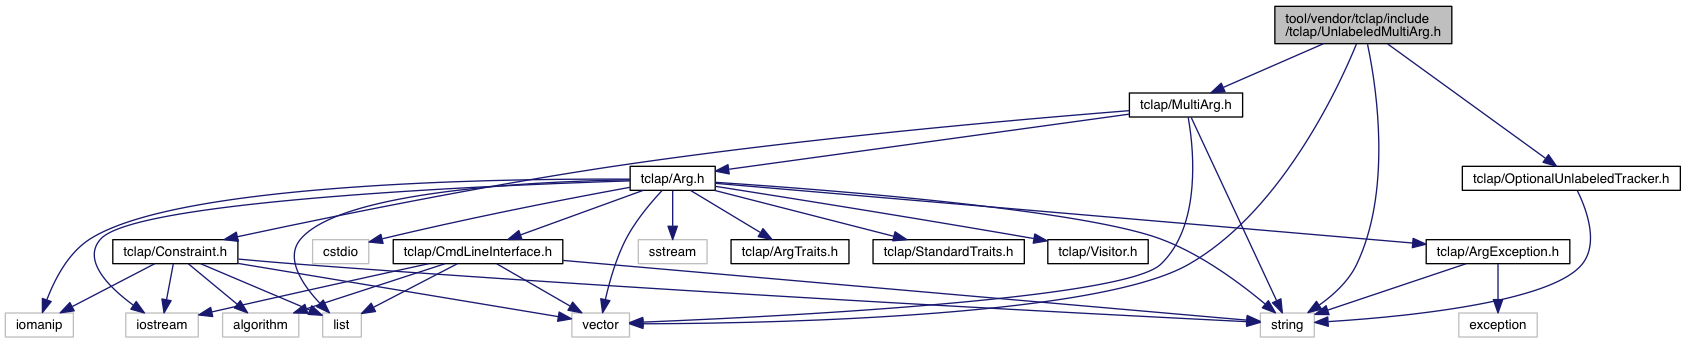 tool/vendor/tclap/include
/tclap/UnlabeledMultiArg.h
tclap/MultiArg.h
tclap/Arg.h
tclap/OptionalUnlabeledTracker.h
tclap/Constraint.h
cstdio
tclap/CmdLineInterface.h
sstream
tclap/ArgTraits.h
tclap/StandardTraits.h
tclap/Visitor.h
tclap/ArgException.h
iomanip
iostream
algorithm
list
vector
string
exception